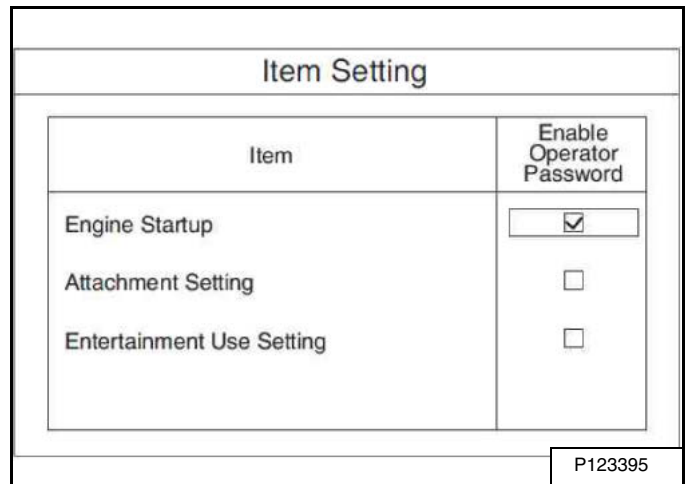 Item Setting
Item
Enable
Operator
Password
Engine Startup
Attachment Setting
Entertainment Use Setting
P123395